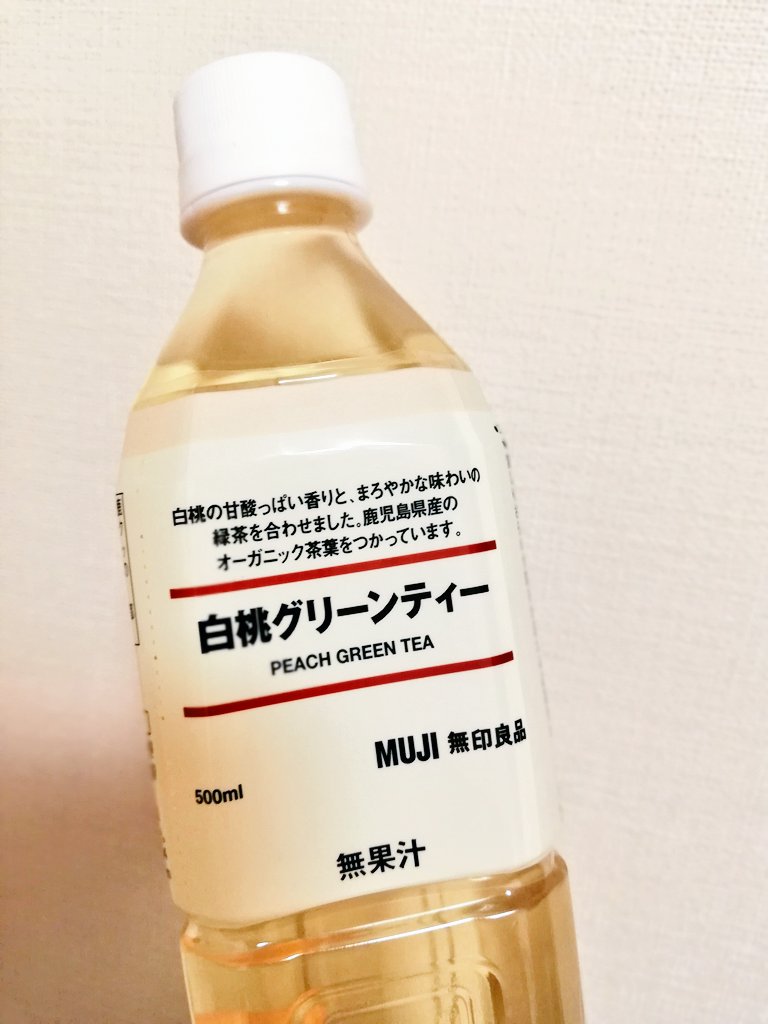 白桃の甘酸っぱい香りと、まろやかな味わいの
緑茶を合わせました。鹿児島県産の
オーガニック茶葉をつかっています。
白桃グリーンティー
PEACH GREEN TEA
MUJI 無印良品
500ml
無果汁